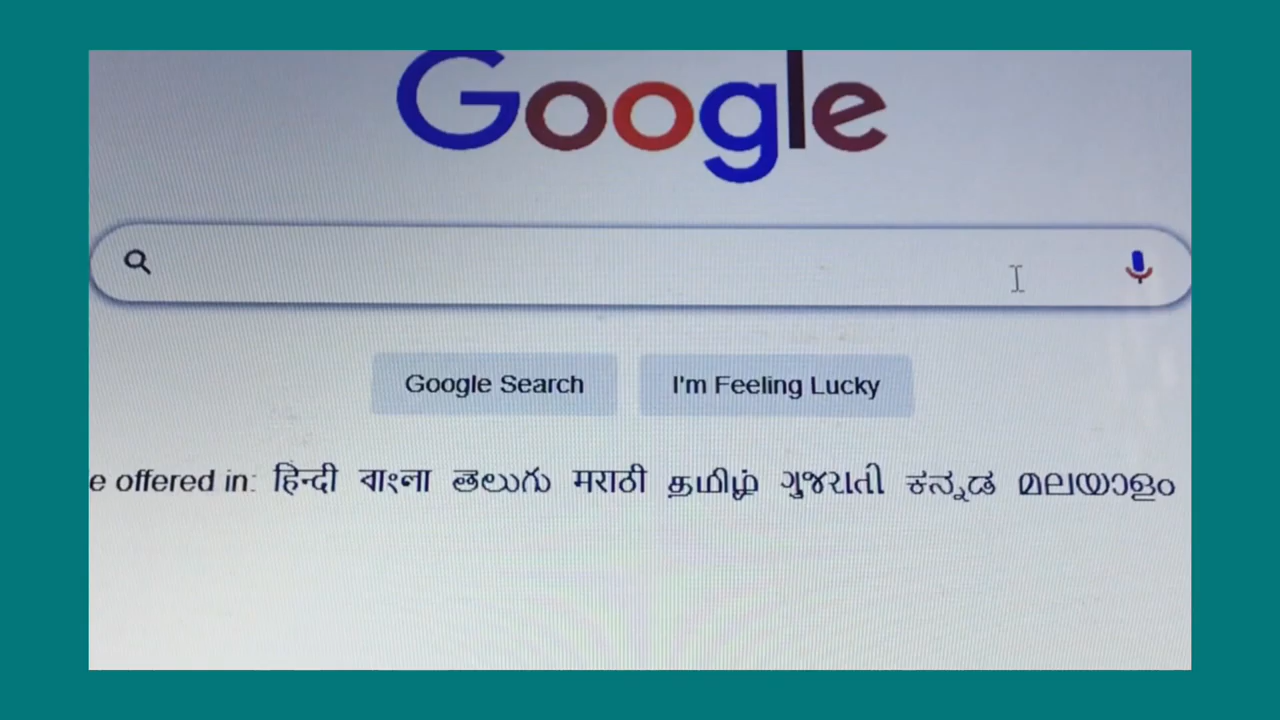 Google
Google Search
I'm Feeling Lucky
e offered in: हिन्दी বাংলা తెలుగు मराठी தமிழ் ગુજરાતી ಕನ್ನಡ മലയാളം